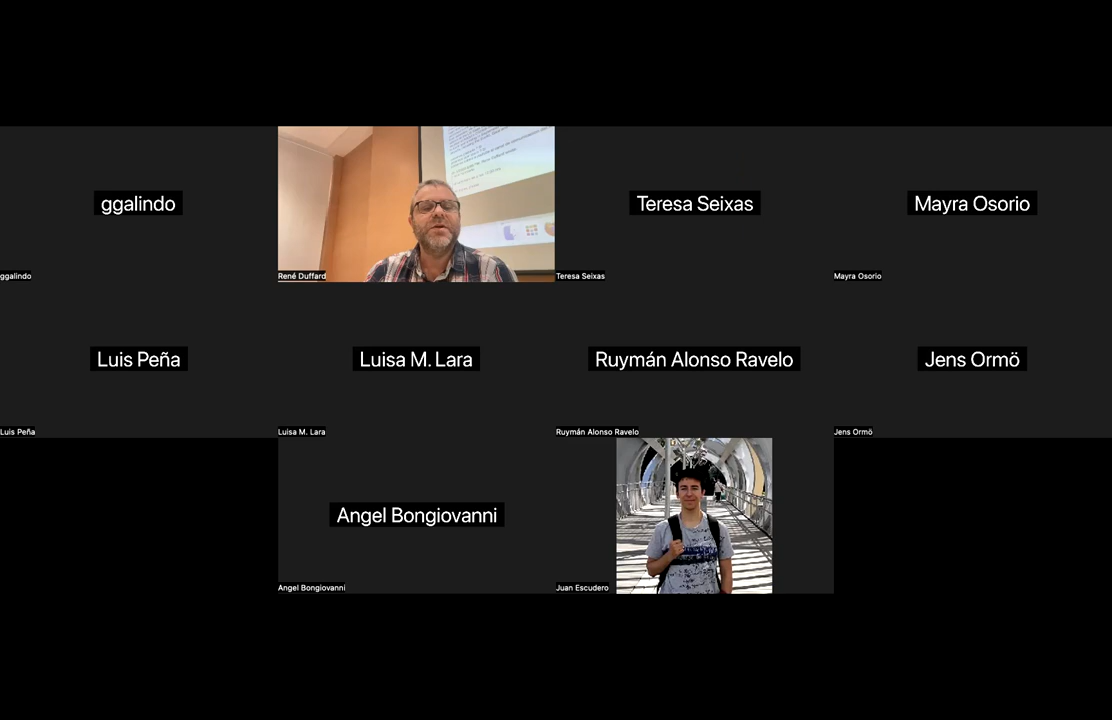 ggalindo
ggalindo
René Duffard
Teresa Seixas
Teresa Seixas
Mayra Osorio
Mayra Osorio
Luis Peña
Luis Peña
Luisa M. Lara
Luisa M. Lara
Ruymán Alonso Ravelo
Ruymán Alonso Ravelo
Jens Ormö
Jens Ormö
Angel Bongiovanni
Angel Bongiovanni
Juan Escudero